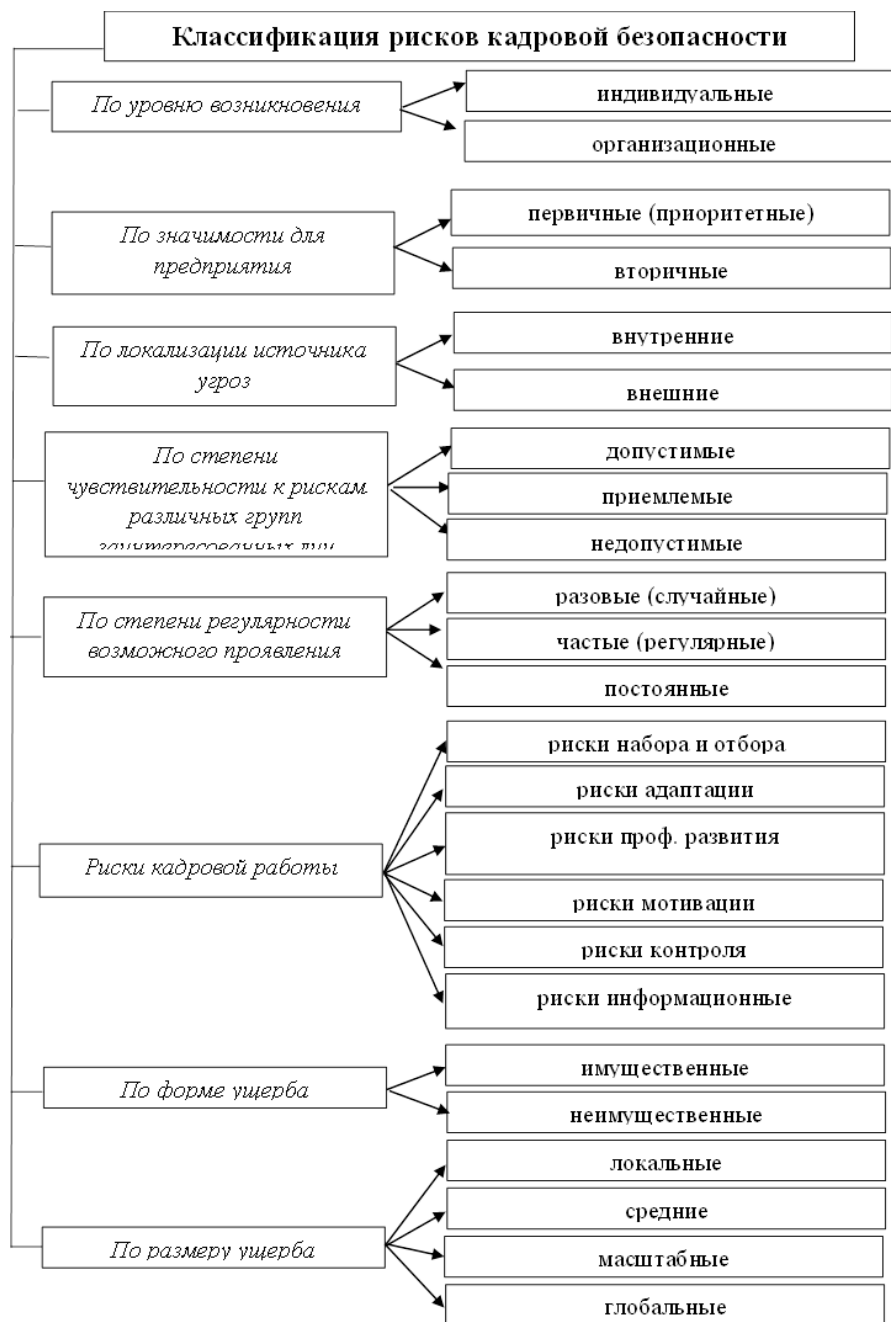 Классификация рисков кадровой безопасности
По уровню возникновения
индивидуальные
организационные
По значимости для
предприятия
первичные (приоритетные)
вторичные
По локализации источника
угроз
внутренние
внешние
По степени
чувствительности к рискам
различных групп
заинтересованных лиц
допустимые
приемлемые
недопустимые
По степени регулярности
возможного проявления
разовые (случайные)
частые (регулярные)
постоянные
Риски кадровой работы
риски набора и отбора
риски адаптации
риски проф. развития
риски мотивации
риски контроля
риски информационные
По форме ущерба
имущественные
неимущественные
По размеру ущерба
локальные
средние
масштабные
глобальные